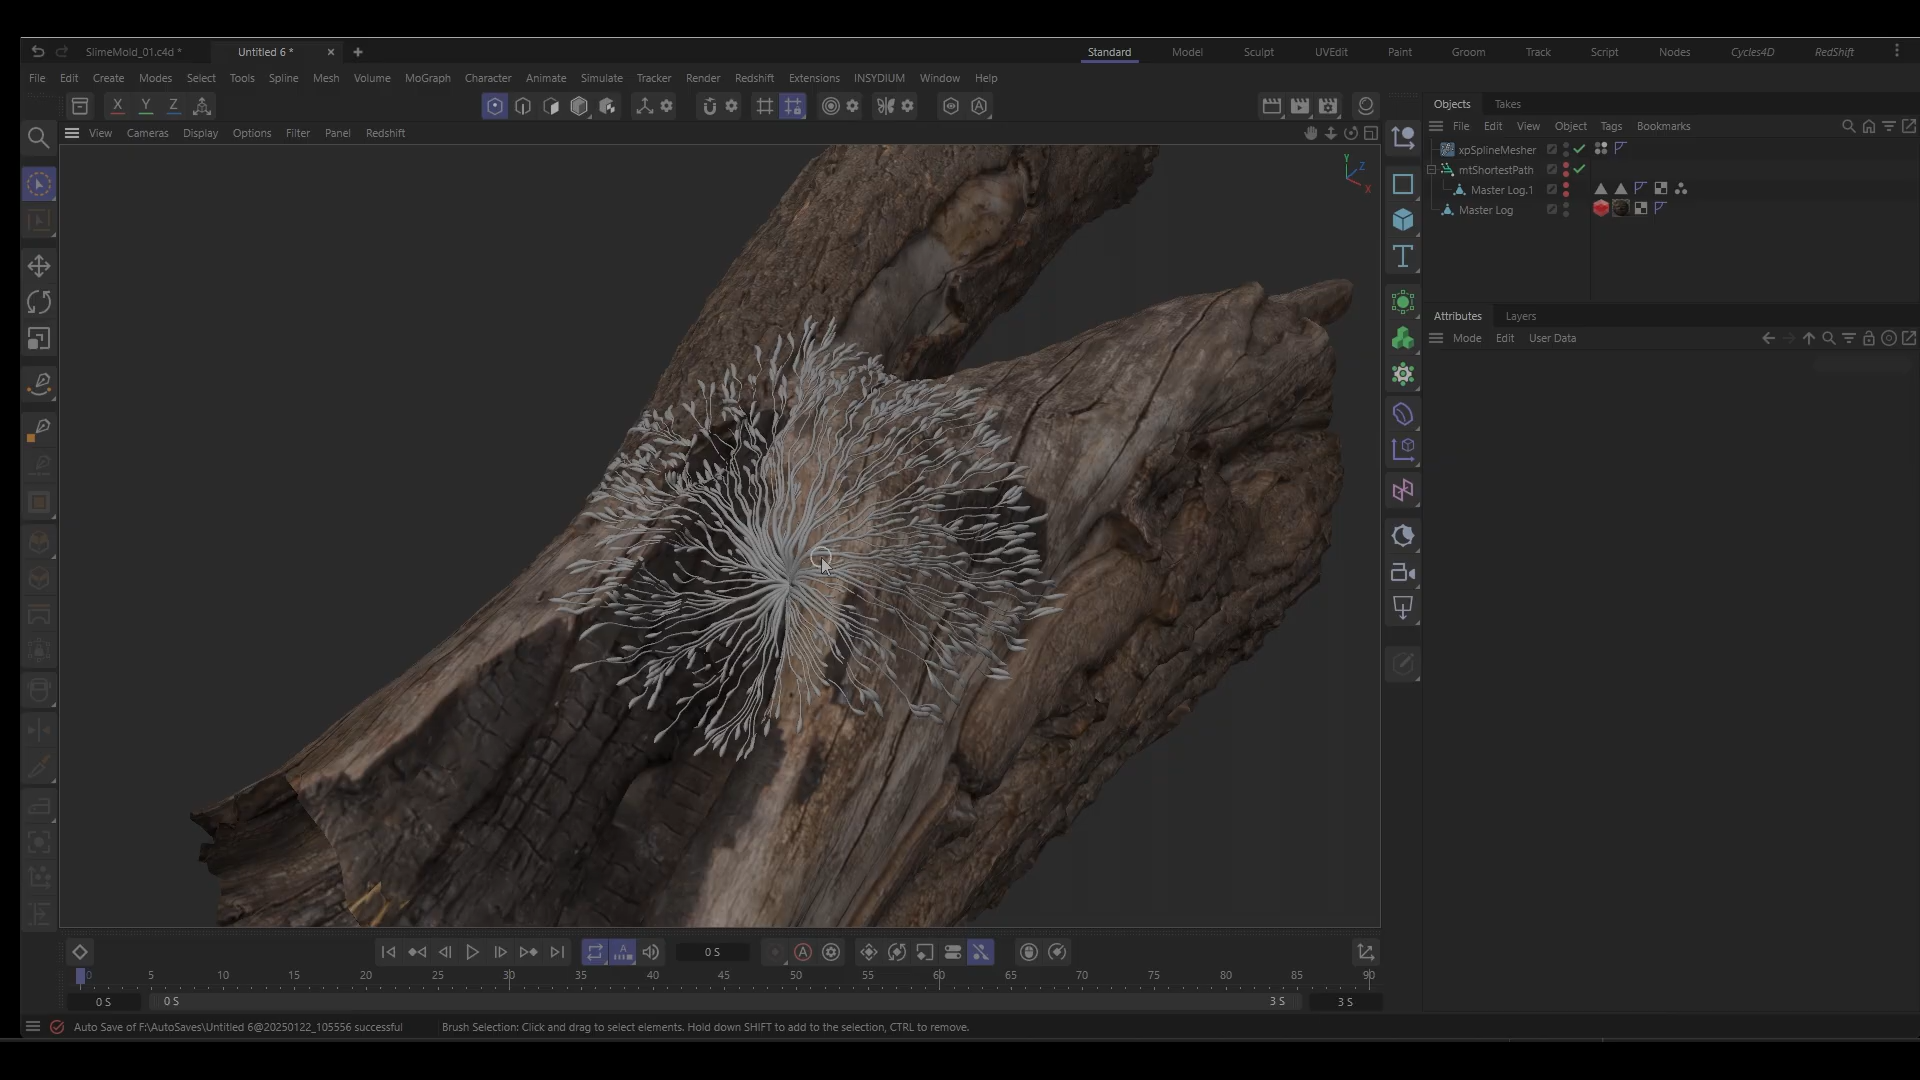 SlimeMold_01.c4d *
Untitled 6 *
Standard Model Sculpt UVEdit Paint Groom Track Script Nodes Cycles4D RedShift
File Edit Create Modes Select Tools Spline Mesh Volume MoGraph Character Animate Simulate Tracker Render Redshift Extensions INSYDIUM Window Help
X Y Z
View Cameras Display Options Filter Panel Redshift
Y
Z
X
Objects Takes
File Edit View Object Tags Bookmarks
xpSplineMesher
mtShortestPath
Master Log.1
Master Log
Attributes Layers
Mode Edit User Data
0 S
0 5 10 15 20 25 30 35 40 45 50 55 60 65 70 75 80 85 90
0 S 0 S 3 S 3 S
Auto Save of F:\AutoSaves\Untitled 6@20250122_105556 successful Brush Selection: Click and drag to select elements. Hold down SHIFT to add to the selection, CTRL to remove.